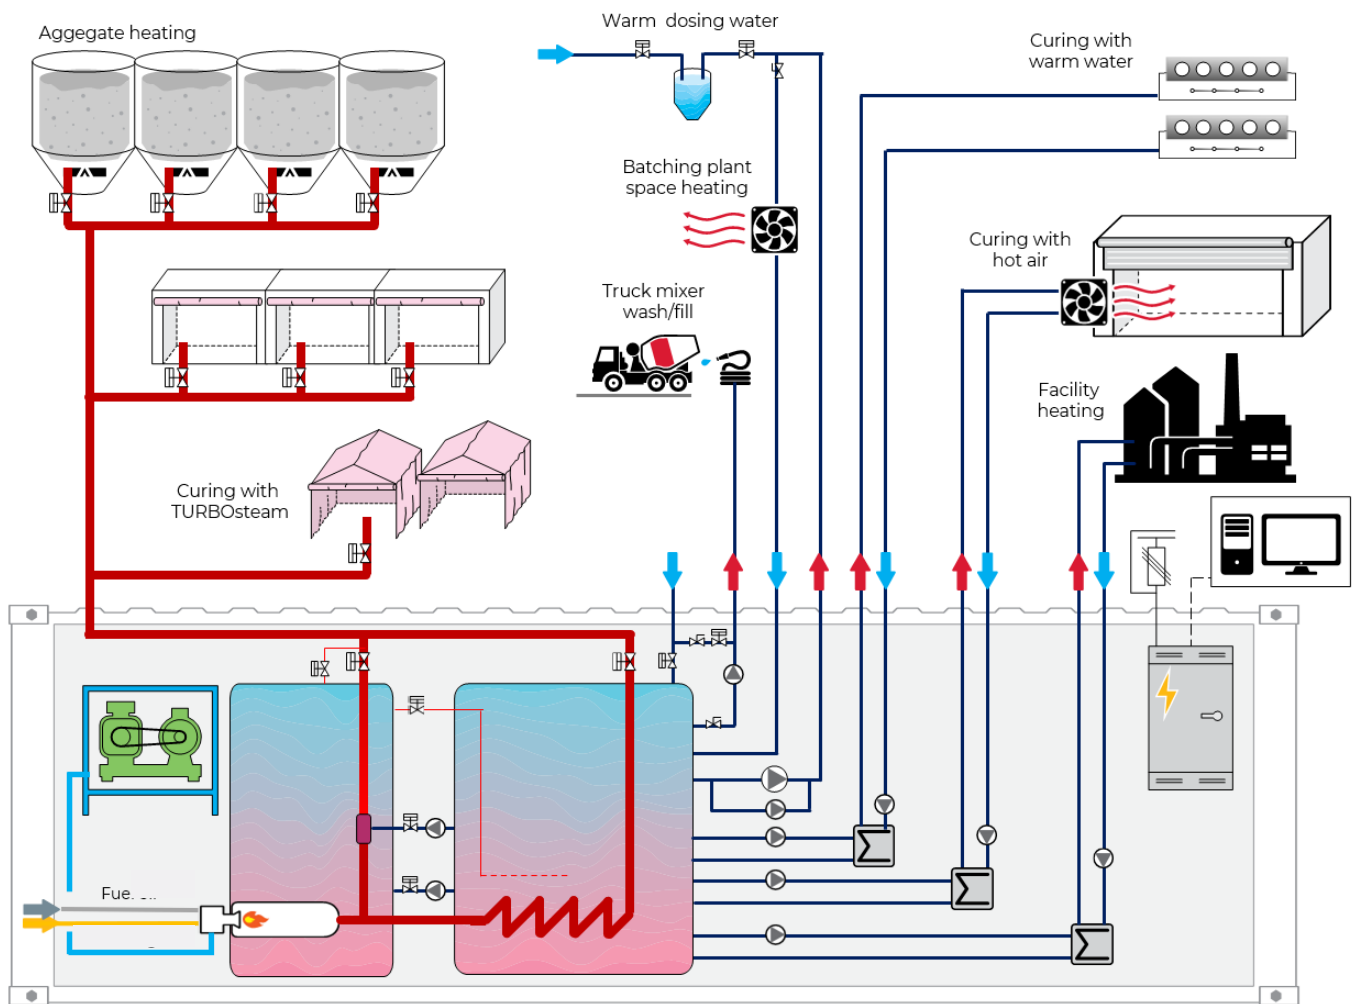 Aggegate heating
Warm dosing water
Curing with
warm water
Batching plant
space heating
Curing with
hot air
Truck mixer
wash/fill
Facility
heating
Curing with
TURBOsteam